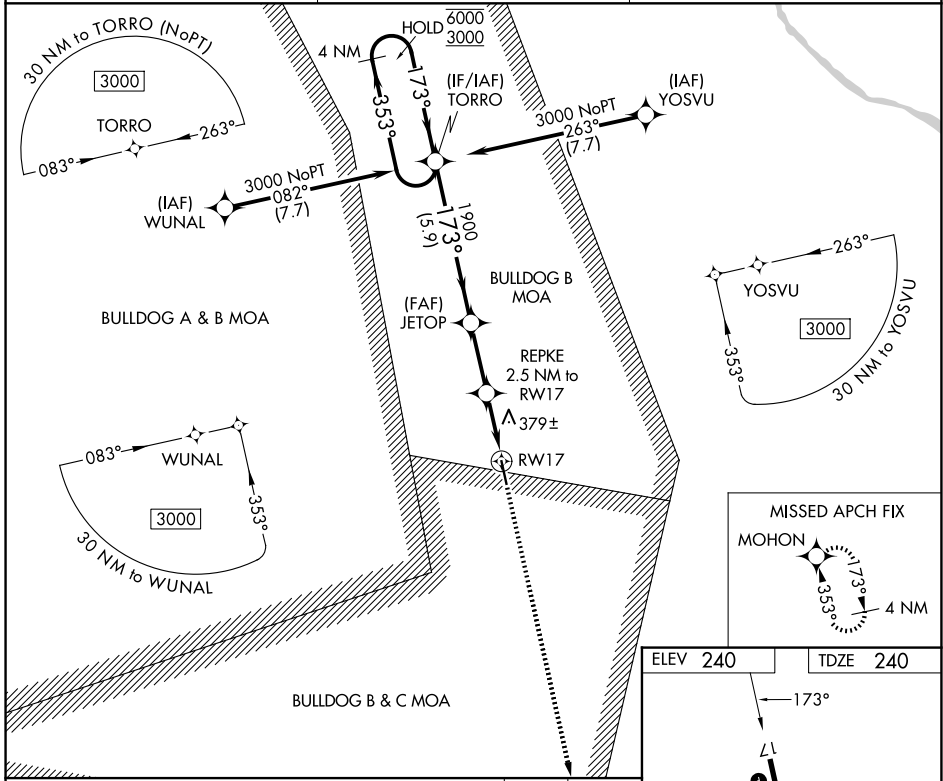 30 NM to TORRO (NoPT)
3000
TORRO
083°
263°
HOLD
6000
3000
4 NM
353°
173°
(IF/IAF)
TORRO
(IAF)
YOSVU
3000 NoPT
263°
(7.7)
3000 NoPT
082°
(7.7)
(IAF)
WUNAL
1900
173°
(5.9)
BULLDOG B
MOA
(FAF)
JETOP
BULLDOG A & B MOA
REPKE
2.5 NM to
RW17
379±
RW17
263°
YOSVU
3000
353°
30 NM to YOSVU
083°
WUNAL
353°
3000
30 NM to WUNAL
MISSED APCH FIX
MOHON
173°
353°
4 NM
BULLDOG B & C MOA
ELEV 240
TDZE 240
173°
17